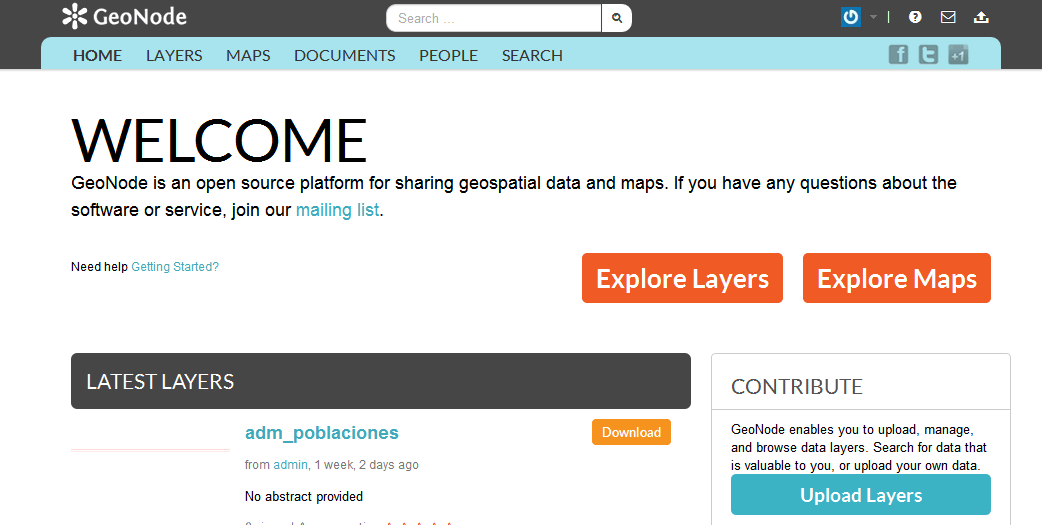 GeoNode
Search ...
HOME LAYERS MAPS DOCUMENTS PEOPLE SEARCH
f t +1
WELCOME
GeoNode is an open source platform for sharing geospatial data and maps. If you have any questions about the
software or service, join our mailing list.
Need help Getting Started?
Explore Layers Explore Maps
LATEST LAYERS
adm_poblaciones Download
from admin, 1 week, 2 days ago
No abstract provided
CONTRIBUTE
GeoNode enables you to upload, manage,
and browse data layers. Search for data that
is valuable to you, or upload your own data.
Upload Layers